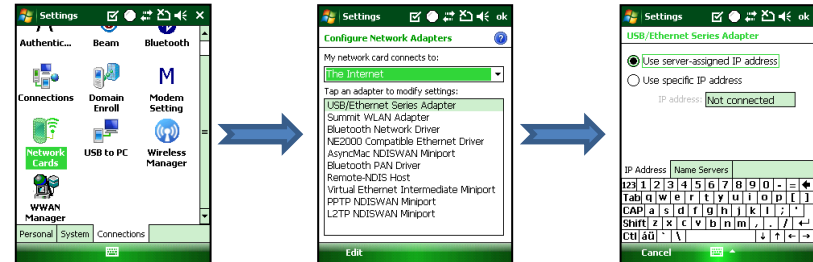 Settings
Authentic... Beam Bluetooth
Connections Domain Enroll Modem Setting
Network Cards USB to PC Wireless Manager
WWAN Manager
Personal System Connections
Settings ok
Configure Network Adapters
My network card connects to:
The Internet
Tap an adapter to modify settings:
USB/Ethernet Series Adapter
Summit WLAN Adapter
Bluetooth Network Driver
NE2000 Compatible Ethernet Driver
AsyncMac NDISWAN Miniport
Bluetooth PAN Driver
Remote-NDIS Host
Virtual Ethernet Intermediate Miniport
PPTP NDISWAN Miniport
L2TP NDISWAN Miniport
Edit
Settings ok
USB/Ethernet Series Adapter
Use server-assigned IP address
Use specific IP address
IP address: Not connected
IP Address Name Servers
123 1 2 3 4 5 6 7 8 9 0 - =
Tab q w e r t y u i o p [ ]
CAP a s d f g h j k l ; '
Shift z x c v b n m , . /
Ctl áü ` \
Cancel